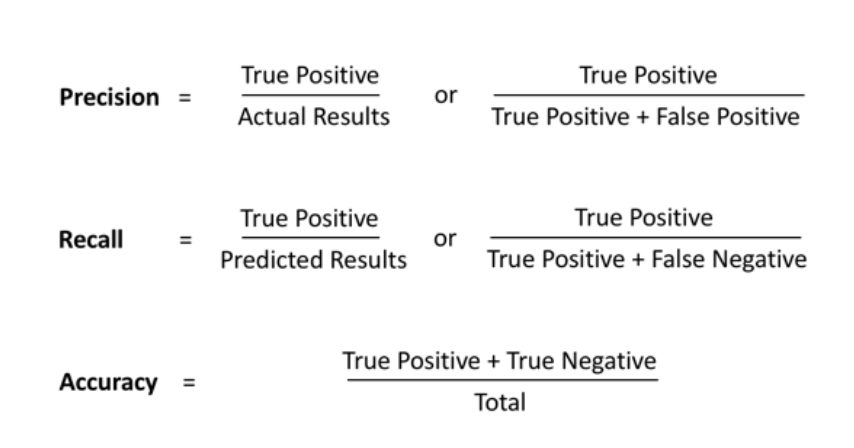 Precision = True Positive / Actual Results or True Positive / True Positive + False Positive
Recall = True Positive / Predicted Results or True Positive / True Positive + False Negative
Accuracy = True Positive + True Negative / Total